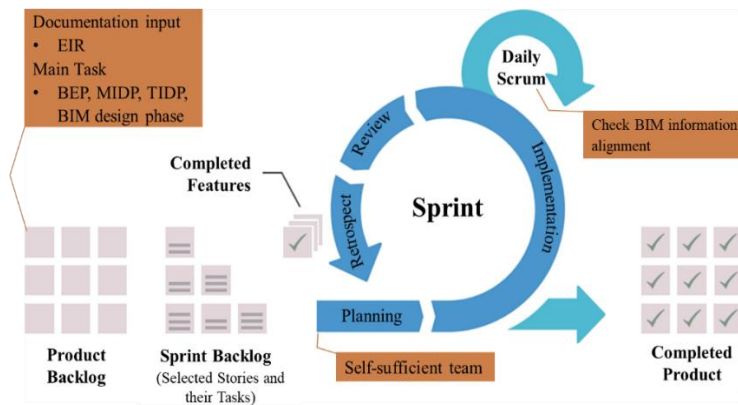 Documentation input
• EIR
Main Task
• BEP, MIDP, TIDP,
BIM design phase
Daily
Scrum
Check BIM information
alignment
Completed
Features
Review
Retrospect
Sprint
Implementation
Planning
Self-sufficient team
Product
Backlog
Sprint Backlog
(Selected Stories and
their Tasks)
Completed
Product